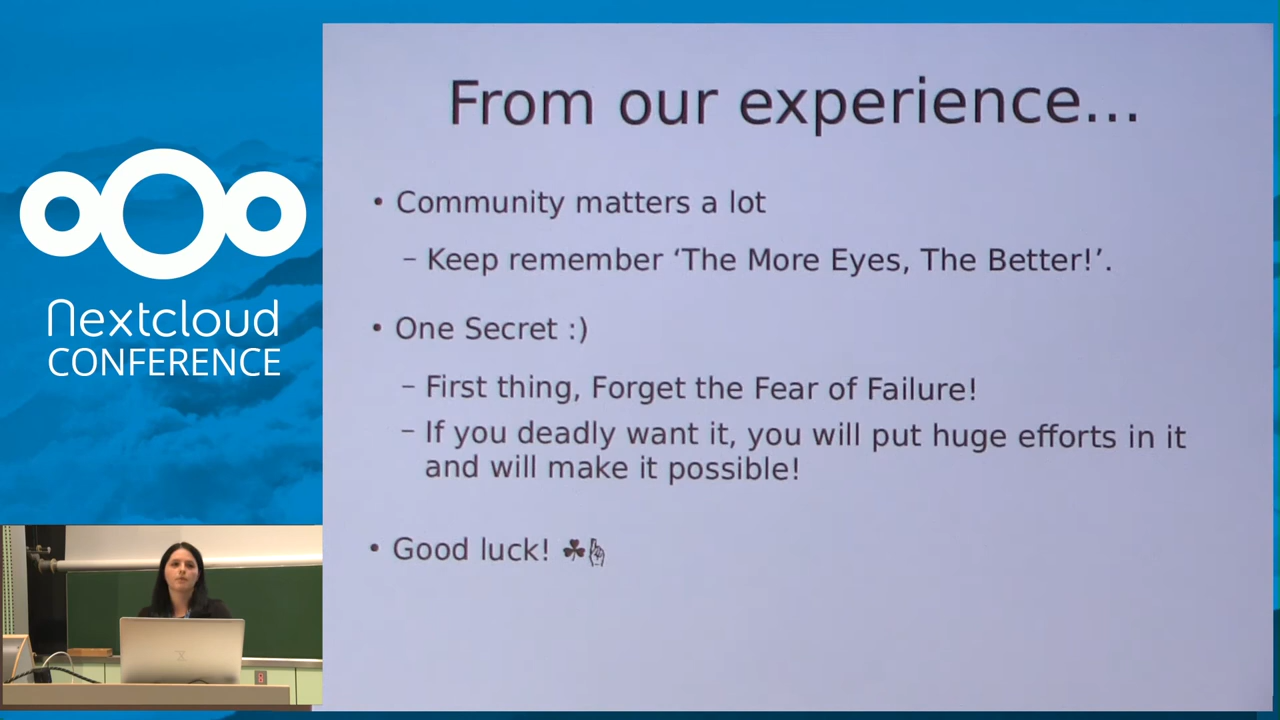 nextcloud
CONFERENCE
From our experience...
• Community matters a lot
– Keep remember ‘The More Eyes, The Better!’.
• One Secret :)
– First thing, Forget the Fear of Failure!
– If you deadly want it, you will put huge efforts in it
and will make it possible!
• Good luck! ☘